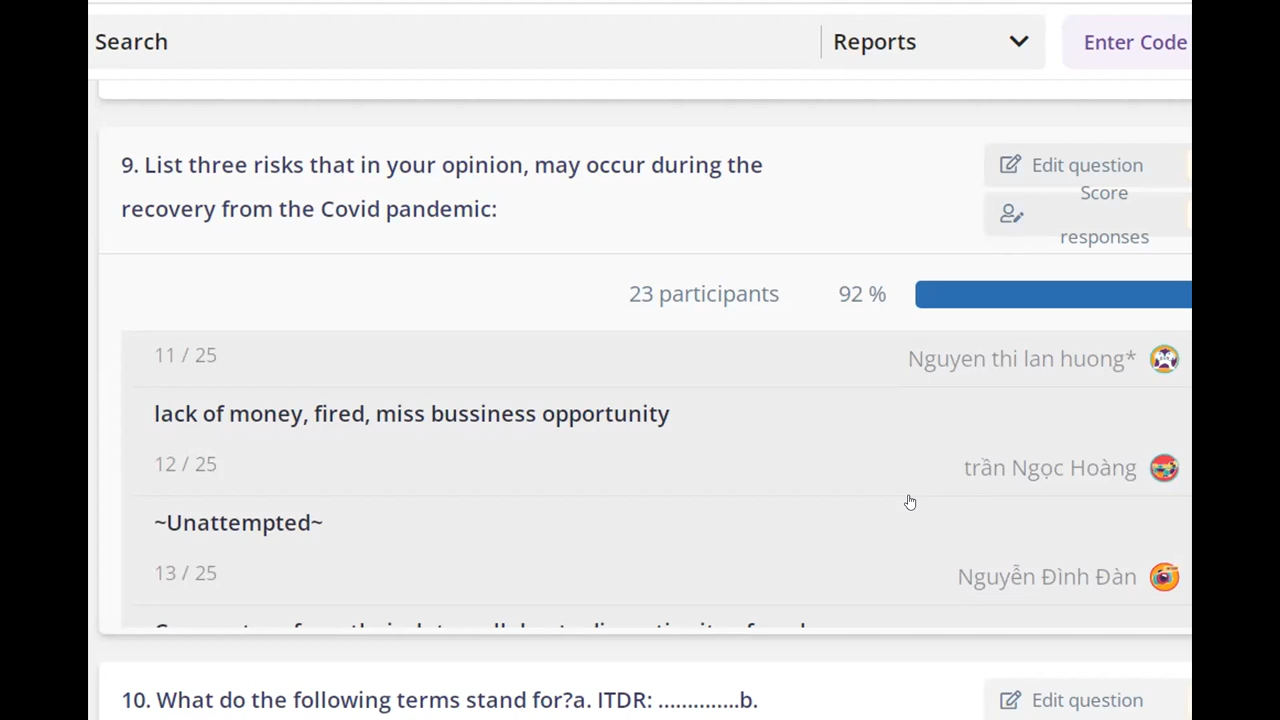 Search
Reports
Enter Code
9. List three risks that in your opinion, may occur during the
recovery from the Covid pandemic:
Edit question
Score
responses
23 participants
92 %
11 / 25
Nguyen thi lan huong*
lack of money, fired, miss bussiness opportunity
12 / 25
trần Ngọc Hoàng
~Unattempted~
13 / 25
Nguyễn Đình Đàn
10. What do the following terms stand for?a. ITDR: ..............b.
Edit question